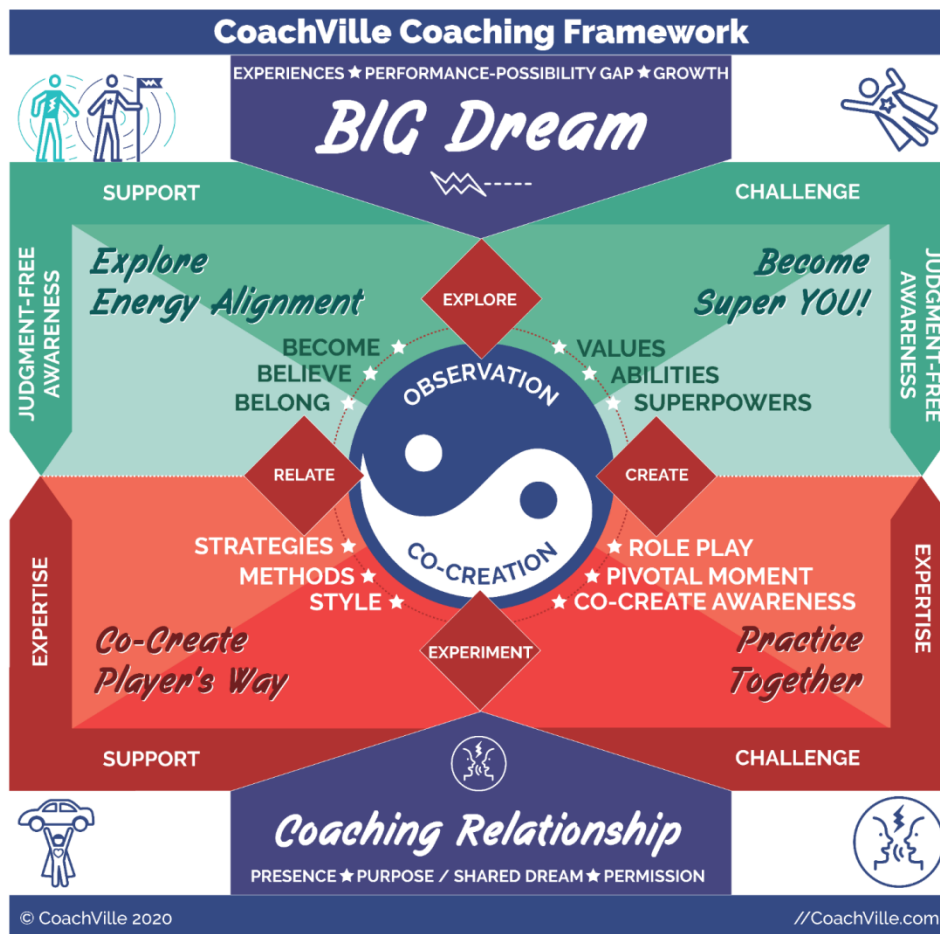 CoachVille Coaching Framework
EXPERIENCES ★ PERFORMANCE-POSSIBILITY GAP ★ GROWTH
BIG Dream
SUPPORT
CHALLENGE
JUDGMENT-FREE
AWARENESS
Explore
Energy Alignment
Become
Super YOU!
JUDGMENT-FREE
AWARENESS
EXPLORE
BECOME ★
BELIEVE ★
BELONG ★
★ VALUES
★ ABILITIES
★ SUPERPOWERS
OBSERVATION
RELATE
CREATE
CO-CREATION
STRATEGIES ★
METHODS ★
STYLE ★
★ ROLE PLAY
★ PIVOTAL MOMENT
★ CO-CREATE AWARENESS
EXPERTISE
Co-Create
Player's Way
EXPERIMENT
Practice
Together
EXPERTISE
SUPPORT
CHALLENGE
Coaching Relationship
PRESENCE ★ PURPOSE / SHARED DREAM ★ PERMISSION
© CoachVille 2020
//CoachVille.com